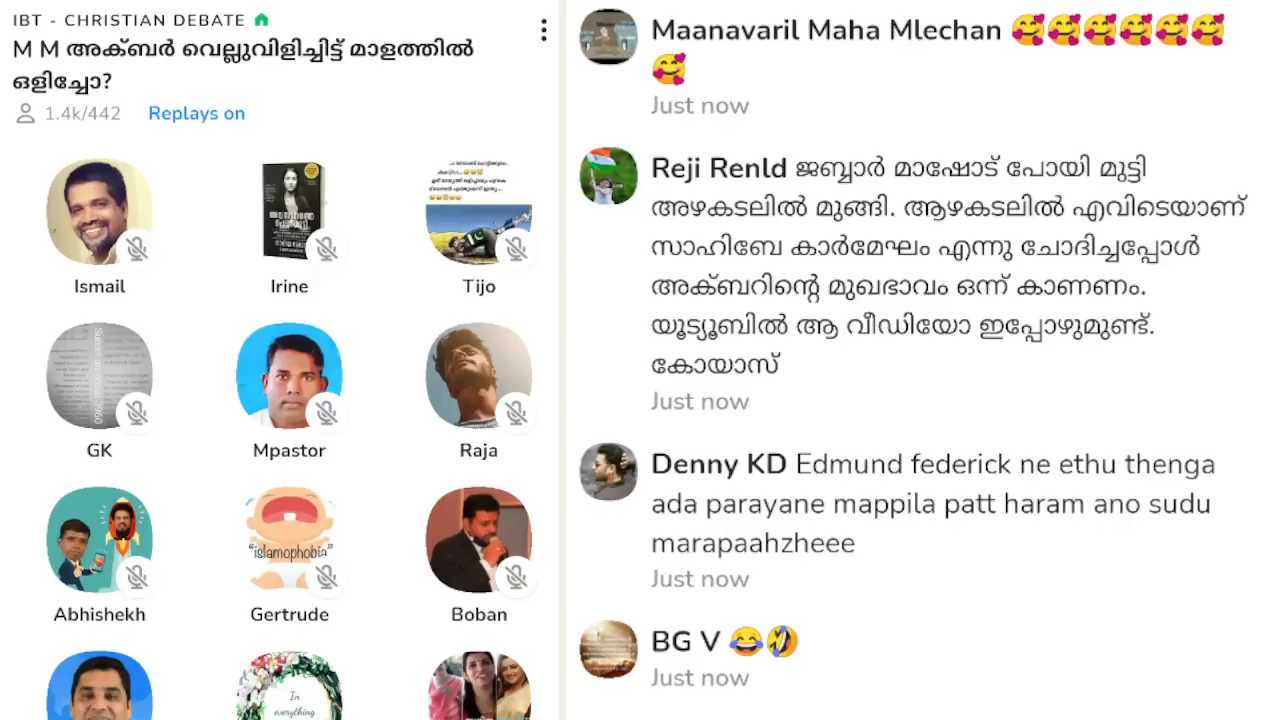 IBT - CHRISTIAN DEBATE
M M അക്ബർ വെല്ലുവിളിച്ചിട്ട് മാളത്തിൽ
ഒളിച്ചോ?
1.4k/442 Replays on
Ismail
Irine
Tijo
GK
Mpastor
Raja
"islamophobia"
Abhishekh
Gertrude
Boban
In
everything
Maanavaril Maha Mlechan 🥰🥰🥰🥰🥰🥰
🥰
Just now
Reji Renld ജബ്ബാർ മാഷോട് പോയി മുട്ടി
അഴകടലിൽ മുങ്ങി. ആഴകടലിൽ എവിടെയാണ്
സാഹിബേ കാർമേഘം എന്നു ചോദിച്ചപ്പോൾ
അക്ബറിന്റെ മുഖഭാവം ഒന്ന് കാണണം.
യൂട്യൂബിൽ ആ വീഡിയോ ഇപ്പോഴുമുണ്ട്.
കോയാസ്
Just now
Denny KD Edmund federick ne ethu thenga
ada parayane mappila patt haram ano sudu
marapaahzheee
Just now
BG V 😂🤣
Just now